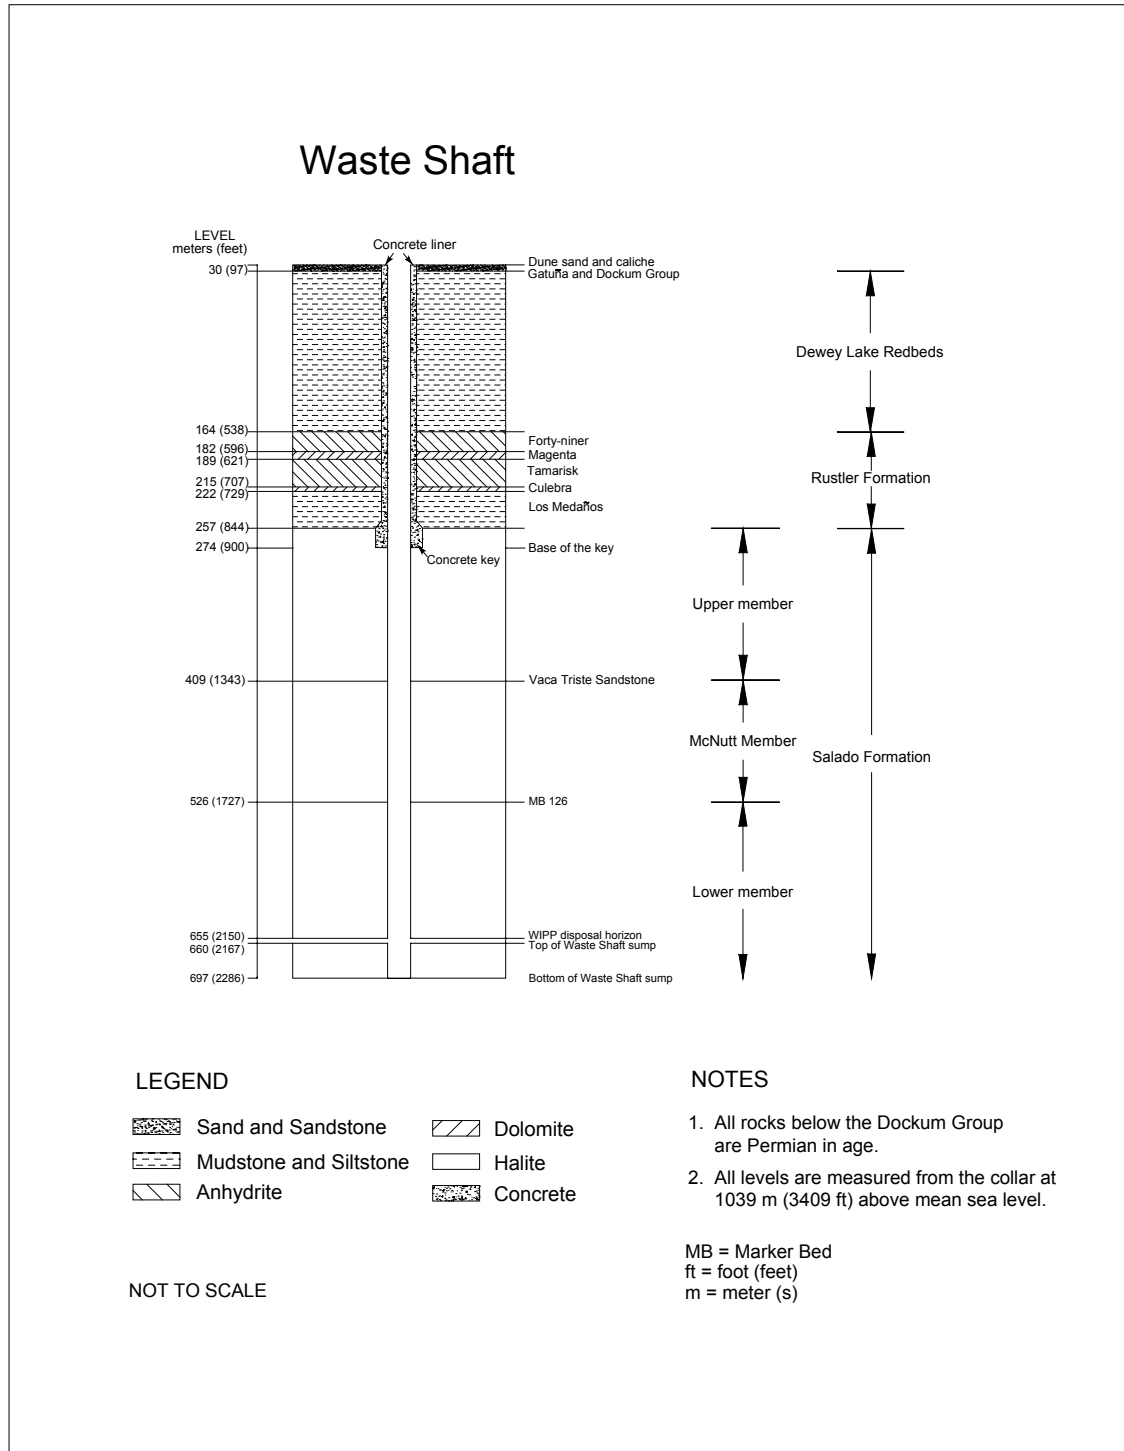 Waste Shaft
LEVEL
meters (feet)
Concrete liner
30 (97)
164 (538)
182 (596)
189 (621)
215 (707)
222 (729)
257 (844)
274 (900)
409 (1343)
526 (1727)
655 (2150)
660 (2167)
697 (2286)
Dune sand and caliche
Gatuña and Dockum Group
Forty-niner
Magenta
Tamarisk
Culebra
Los Medaños
Base of the key
Concrete key
Vaca Triste Sandstone
MB 126
WIPP disposal horizon
Top of Waste Shaft sump
Bottom of Waste Shaft sump
Upper member
McNutt Member
Lower member
Dewey Lake Redbeds
Rustler Formation
Salado Formation
LEGEND
Sand and Sandstone
Mudstone and Siltstone
Anhydrite
Dolomite
Halite
Concrete
NOT TO SCALE
NOTES
1. All rocks below the Dockum Group
are Permian in age.
2. All levels are measured from the collar at
1039 m (3409 ft) above mean sea level.
MB = Marker Bed
ft = foot (feet)
m = meter (s)